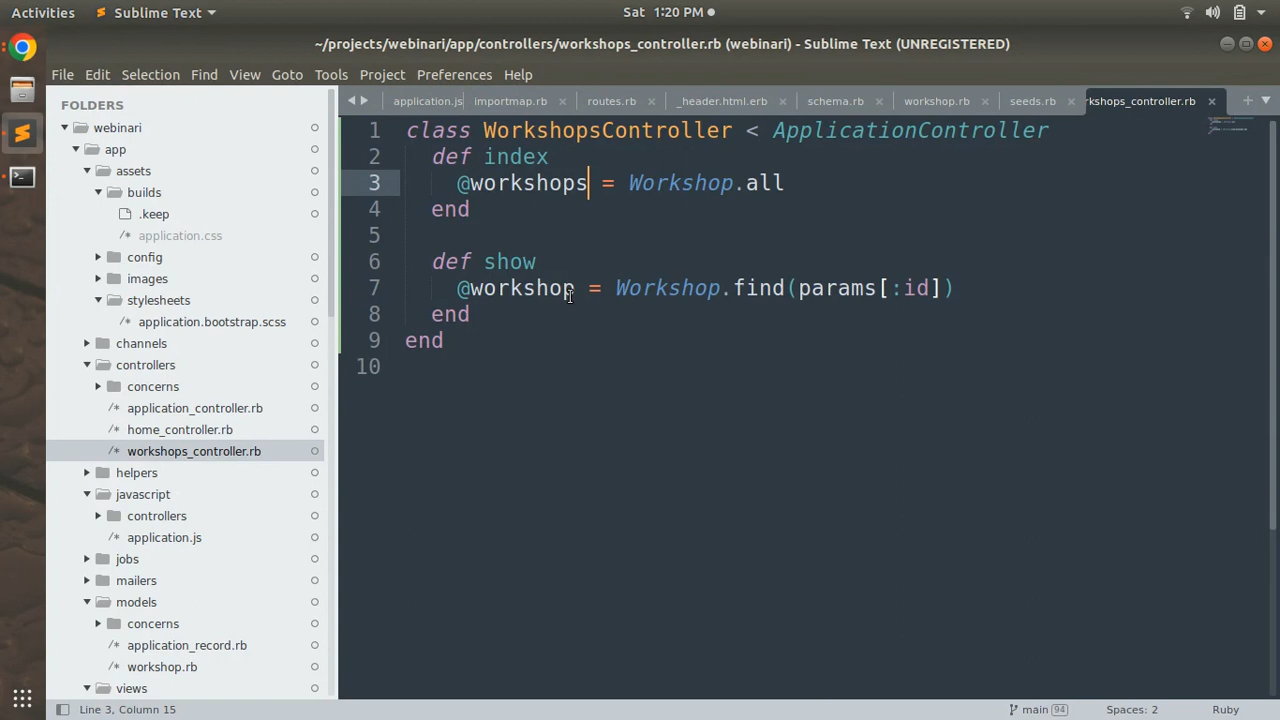 Activities Sublime Text Sat 1:20 PM
~/projects/webinari/app/controllers/workshops_controller.rb (webinari) - Sublime Text (UNREGISTERED)
File Edit Selection Find View Goto Tools Project Preferences Help
application.js importmap.rb × routes.rb × _header.html.erb × schema.rb × workshop.rb × seeds.rb × rkshops_controller.rb ×
FOLDERS
webinari
app
assets
builds
.keep
application.css
config
images
stylesheets
application.bootstrap.scss
channels
controllers
concerns
application_controller.rb
home_controller.rb
workshops_controller.rb
helpers
javascript
controllers
application.js
jobs
mailers
models
concerns
application_record.rb
workshop.rb
views
1 class WorkshopsController < ApplicationController
2 def index
3 @workshops = Workshop.all
4 end
5
6 def show
7 @workshop = Workshop.find(params[:id])
8 end
9 end
10
Line 3, Column 15 main 94 Spaces: 2 Ruby